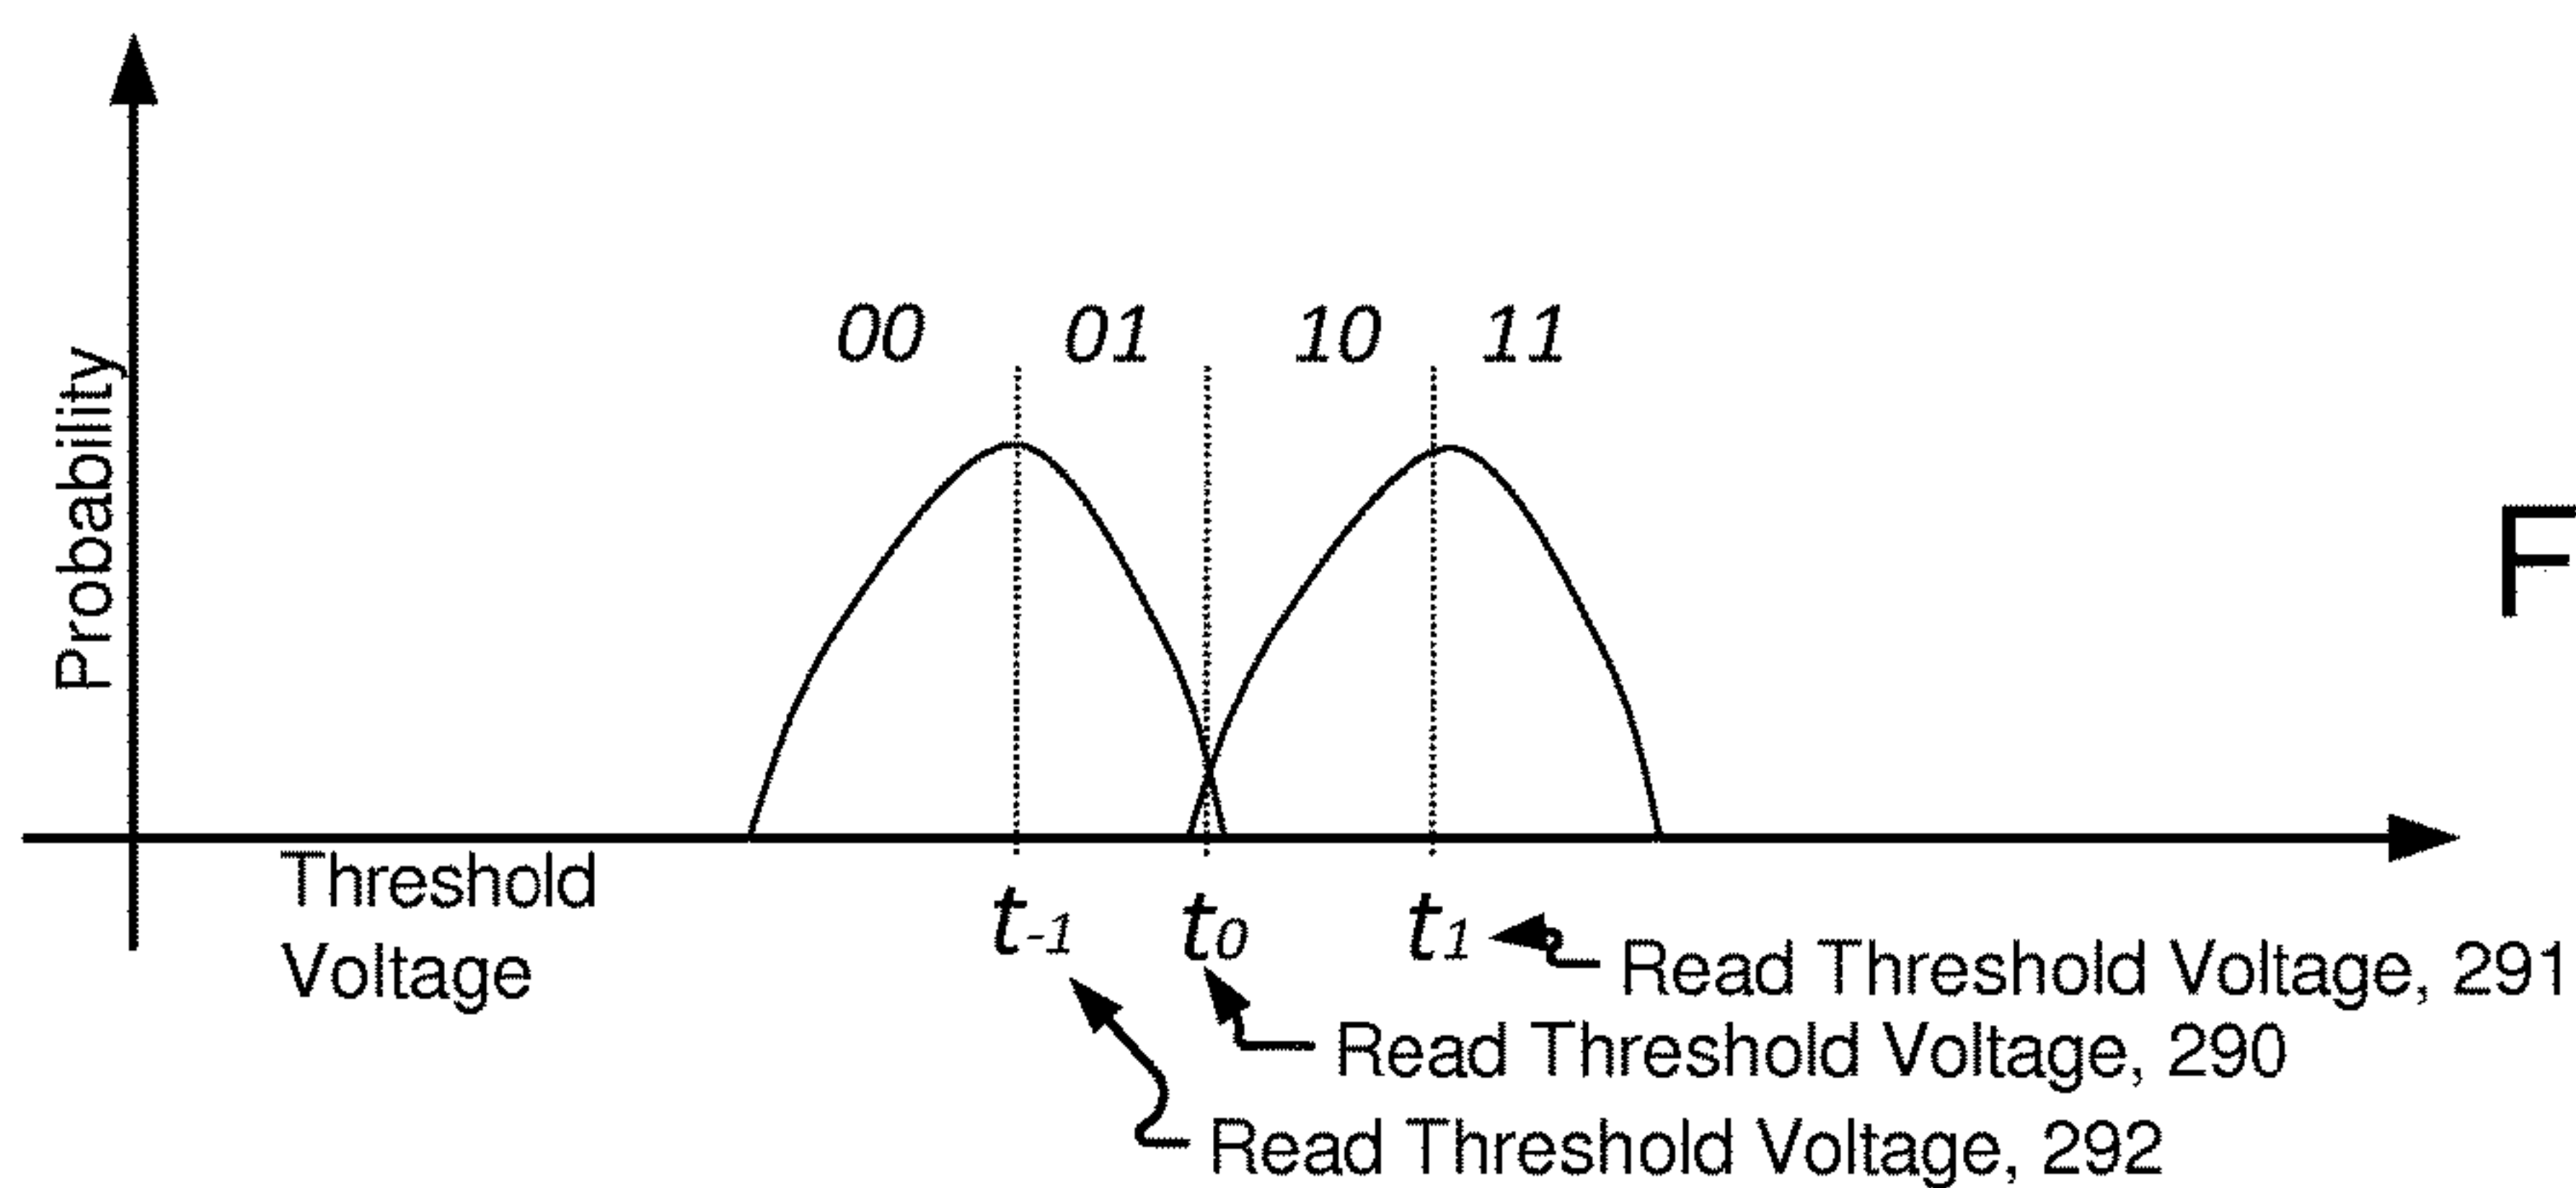 00 01 10 11
Probability
F
Threshold
Voltage
t-1 t0 t1
Read Threshold Voltage, 291
Read Threshold Voltage, 290
Read Threshold Voltage, 292